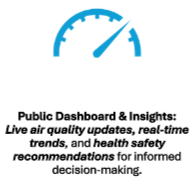 Public Dashboard & Insights:
Live air quality updates, real-time
trends, and health safety
recommendations for informed
decision-making.